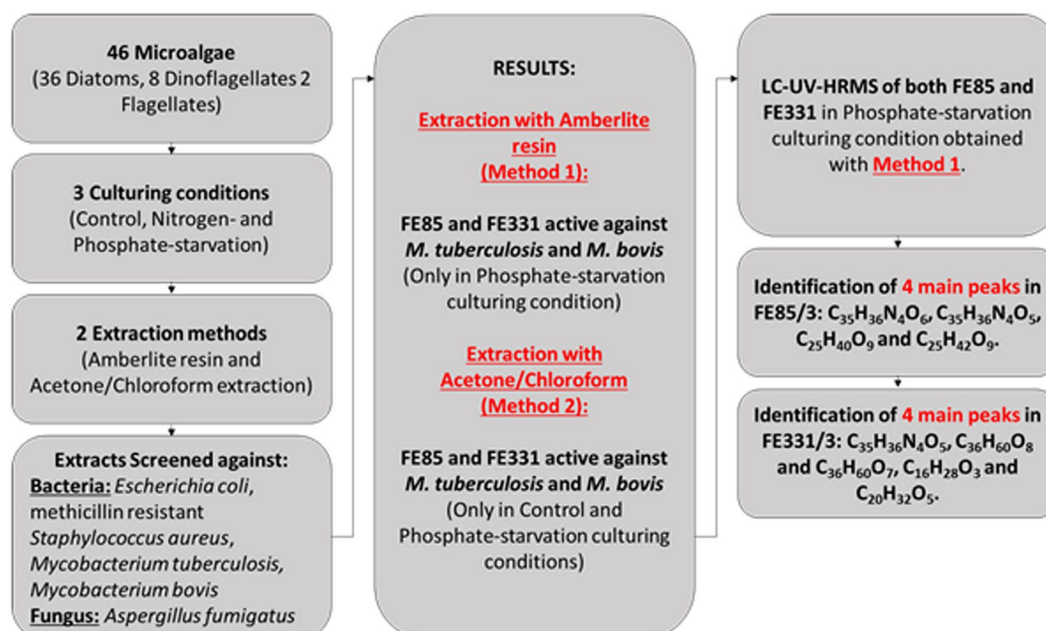 46 Microalgae
(36 Diatoms, 8 Dinoflagellates 2
Flagellates)
3 Culturing conditions
(Control, Nitrogen- and
Phosphate-starvation)
2 Extraction methods
(Amberlite resin and
Acetone/Chloroform extraction)
Extracts Screened against:
Bacteria: Escherichia coli,
methicillin resistant
Staphylococcus aureus,
Mycobacterium tuberculosis,
Mycobacterium bovis
Fungus: Aspergillus fumigatus
RESULTS:
Extraction with Amberlite
resin
(Method 1):
FE85 and FE331 active against
M. tuberculosis and M. bovis
(Only in Phosphate-starvation
culturing condition)
Extraction with
Acetone/Chloroform
(Method 2):
FE85 and FE331 active against
M. tuberculosis and M. bovis
(Only in Control and
Phosphate-starvation culturing
conditions)
LC-UV-HRMS of both FE85 and
FE331 in Phosphate-starvation
culturing condition obtained
with Method 1.
Identification of 4 main peaks in
FE85/3: C₃₅H₃₆N₄O₆, C₃₅H₃₆N₄O₅,
C₂₅H₄₀O₉ and C₂₅H₄₂O₉.
Identification of 4 main peaks in
FE331/3: C₃₅H₃₆N₄O₅, C₃₆H₆₀O₈
and C₃₆H₆₀O₇, C₁₆H₂₈O₃ and
C₂₀H₃₂O₅.